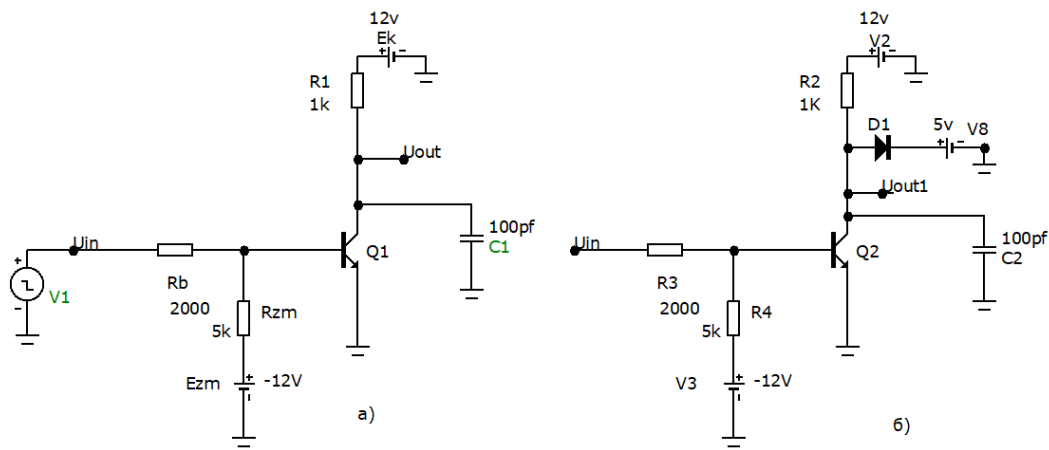 12v
Ek
+ -
R1
1k
Uout
100pf
C1
Uin
Q1
+
V1
-
Rb
2000
Rzm
5k
Ezm
+
-12V
а)
12v
V2
+ -
R2
1K
D1
5v
V8
+ -
Uout1
100pf
C2
Uin
Q2
R3
2000
R4
5k
V3
+
-12V
б)